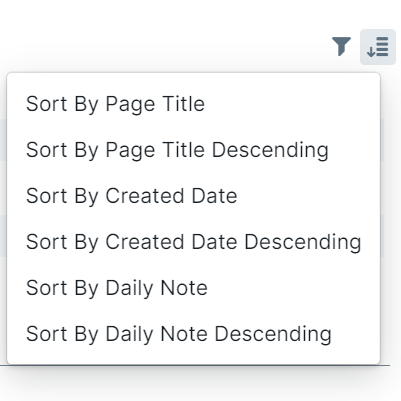 Sort By Page Title
Sort By Page Title Descending
Sort By Created Date
Sort By Created Date Descending
Sort By Daily Note
Sort By Daily Note Descending